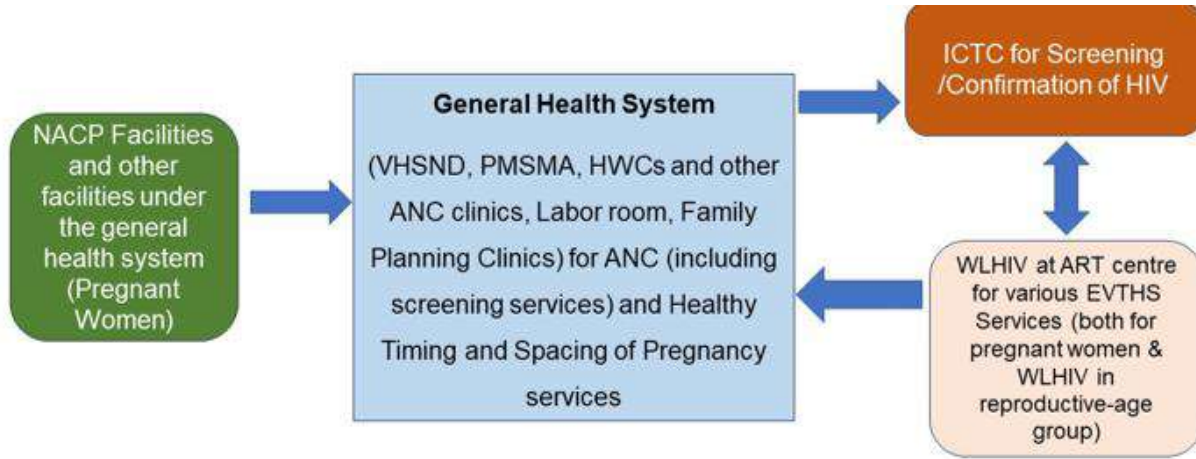 NACP Facilities
and other
facilities under
the general
health system
(Pregnant
Women)
General Health System
(VHSND, PMSMA, HWCs and other
ANC clinics, Labor room, Family
Planning Clinics) for ANC (including
screening services) and Healthy
Timing and Spacing of Pregnancy
services
ICTC for Screening
/Confirmation of HIV
WLHIV at ART centre
for various EVTHS
Services (both for
pregnant women &
WLHIV in
reproductive-age
group)